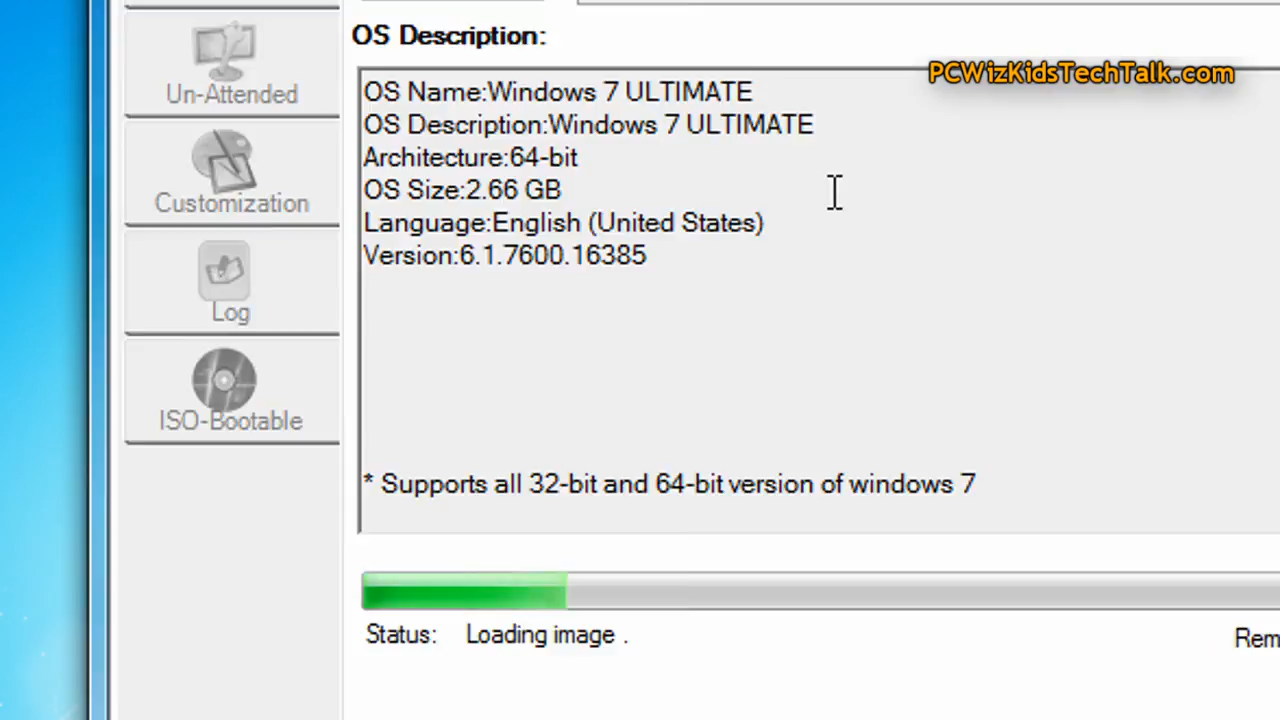 OS Description:
PCWizKidsTechTalk.com
Un-Attended
Customization
Log
ISO-Bootable
OS Name:Windows 7 ULTIMATE
OS Description:Windows 7 ULTIMATE
Architecture:64-bit
OS Size:2.66 GB
Language:English (United States)
Version:6.1.7600.16385
* Supports all 32-bit and 64-bit version of windows 7
Status: Loading image .
Rem